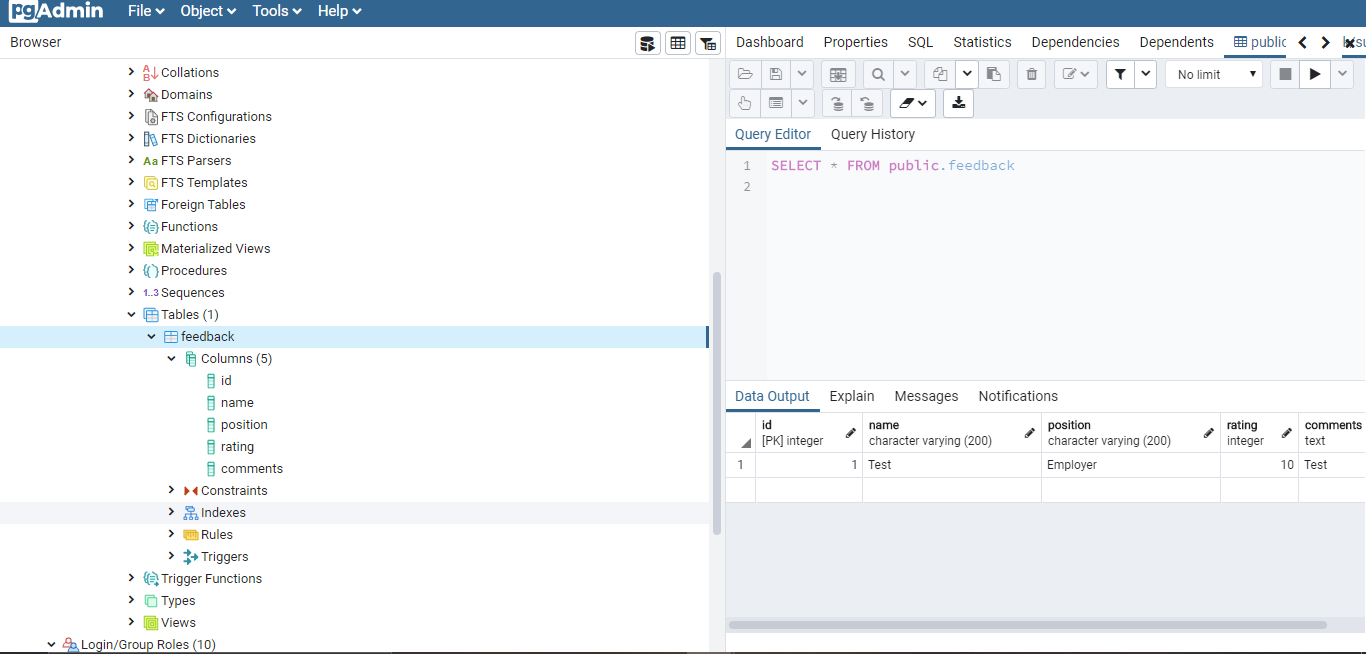 pgAdmin File Object Tools Help
Browser
Collations
Domains
FTS Configurations
FTS Dictionaries
Aa FTS Parsers
FTS Templates
Foreign Tables
Functions
Materialized Views
Procedures
1..3 Sequences
Tables (1)
feedback
Columns (5)
id
name
position
rating
comments
Constraints
Indexes
Rules
Triggers
Trigger Functions
Types
Views
Login/Group Roles (10)
Dashboard Properties SQL Statistics Dependencies Dependents public
No limit
Query Editor Query History
1 SELECT * FROM public.feedback
2
Data Output Explain Messages Notifications
id name position rating comments
[PK] integer character varying (200) character varying (200) integer text
1 1 Test Employer 10 Test